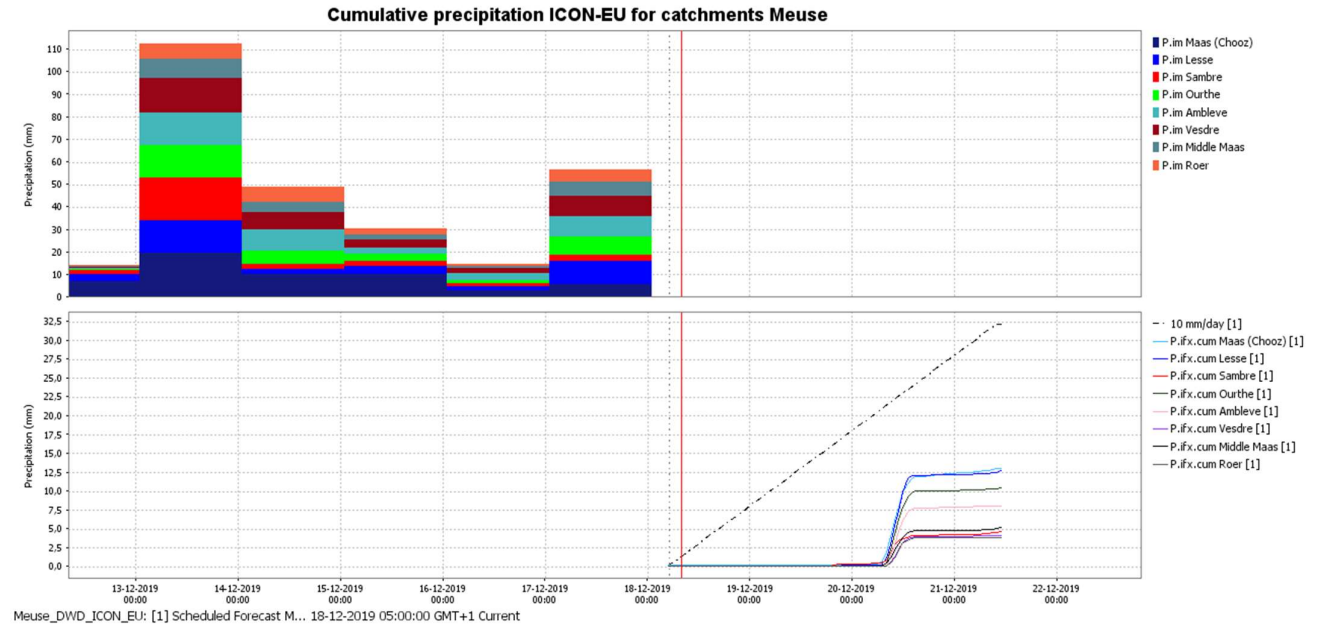 Cumulative precipitation ICON-EU for catchments Meuse
Precipitation (mm)
110
100
90
80
70
60
50
40
30
20
10
0
P.im Maas (Chooz)
P.im Lesse
P.im Sambre
P.im Ourthe
P.im Ambleve
P.im Vesdre
P.im Middle Maas
P.im Roer
Precipitation (mm)
32,5
30,0
27,5
25,0
22,5
20,0
17,5
15,0
12,5
10,0
7,5
5,0
2,5
0,0
10 mm/day [1]
P.ifx.cum Maas (Chooz) [1]
P.ifx.cum Lesse [1]
P.ifx.cum Sambre [1]
P.ifx.cum Ourthe [1]
P.ifx.cum Ambleve [1]
P.ifx.cum Vesdre [1]
P.ifx.cum Middle Maas [1]
P.ifx.cum Roer [1]
13-12-2019 14-12-2019 15-12-2019 16-12-2019 17-12-2019 18-12-2019 19-12-2019 20-12-2019 21-12-2019 22-12-2019
00:00 00:00 00:00 00:00 00:00 00:00 00:00 00:00 00:00 00:00
Meuse_DWD_ICON_EU: [1] Scheduled Forecast M... 18-12-2019 05:00:00 GMT+1 Current